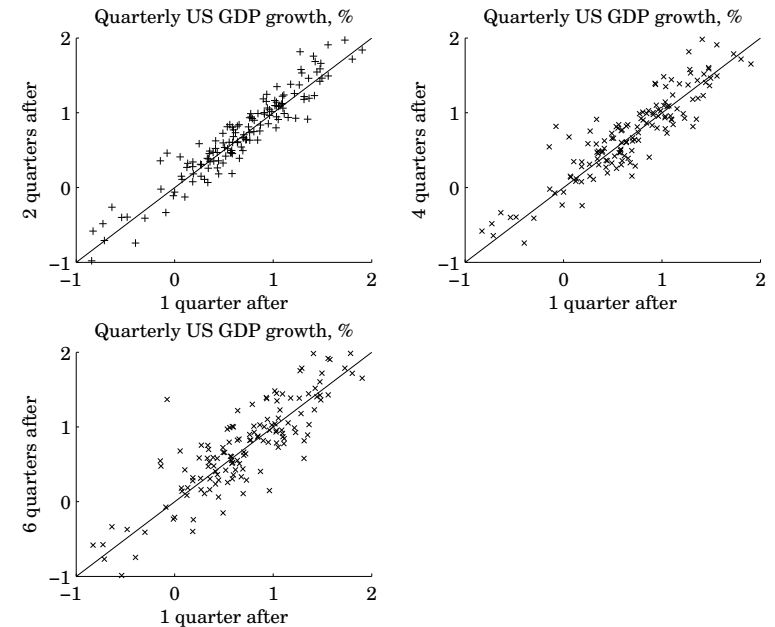 Quarterly US GDP growth, %
2
1
0
−1
−1 0 1 2
2 quarters after
1 quarter after
Quarterly US GDP growth, %
2
1
0
−1
−1 0 1 2
4 quarters after
1 quarter after
Quarterly US GDP growth, %
2
1
0
−1
−1 0 1 2
6 quarters after
1 quarter after